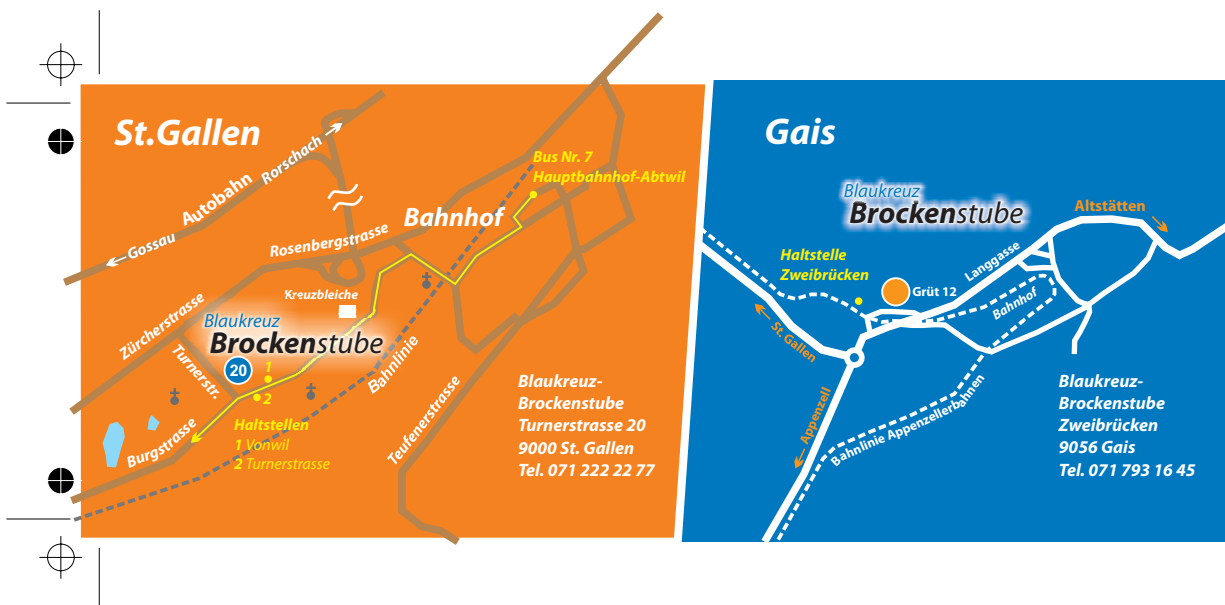 St.Gallen
Autobahn
Rorschach
Gossau
Bus Nr. 7
Hauptbahnhof-Abtwil
Bahnhof
Rosenbergstrasse
Kreuzbleiche
Zürcherstrasse
Blaukreuz
Brockenstube
20
Turnerstr.
1
2
Bahnlinie
Haltstellen
1 Vonwil
2 Turnerstrasse
Burgstrasse
Teufenerstrasse
Blaukreuz-
Brockenstube
Turnerstrasse 20
9000 St. Gallen
Tel. 071 222 22 77
Gais
Blaukreuz
Brockenstube
Altstätten
Haltstelle
Zweibrücken
Langgasse
Grüt 12
Bahnhof
St. Gallen
Appenzell
Bahnlinie Appenzellerbahnen
Blaukreuz-
Brockenstube
Zweibrücken
9056 Gais
Tel. 071 793 16 45